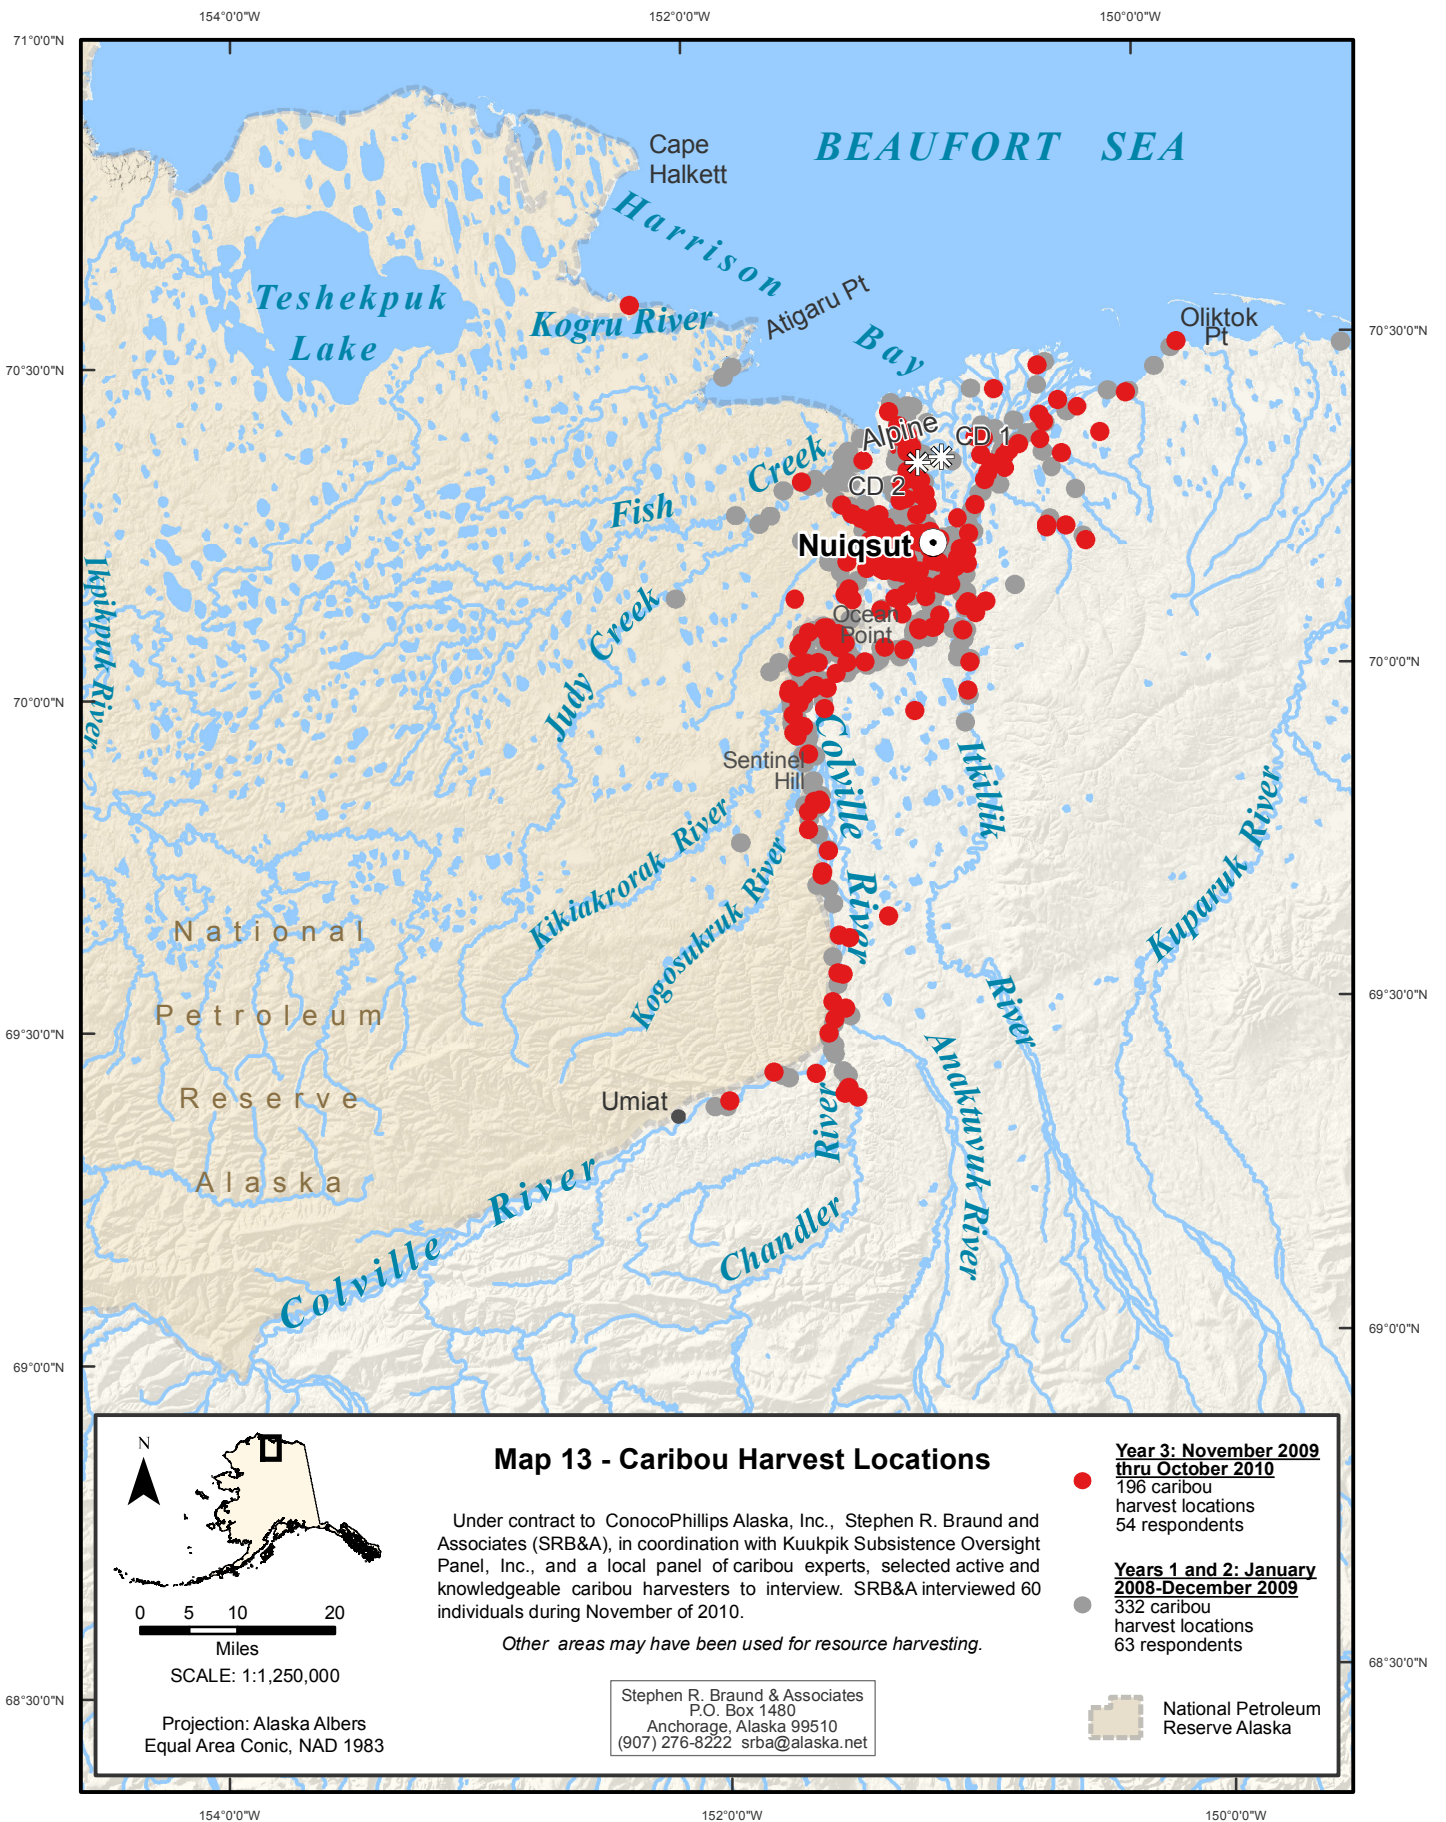 154°0'0"W
152°0'0"W
150°0'0"W
71°0'0"N
BEAUFORT SEA
Cape
Halkett
Harrison
Bay
Teshekpuk
Lake
Kogru River
Atigaru Pt
Oliktok
Pt
70°30'0"N
70°30'0"N
Alpine
CD 1
CD 2
Fish
Creek
Nuiqsut
Ikpikpuk River
Judy Creek
Ocean
Point
70°0'0"N
70°0'0"N
Sentinel
Hill
Colville River
Itkillik
River
Kikiakrorak River
Kogosukruk River
Kuparuk River
National
Petroleum
Reserve
Alaska
69°30'0"N
69°30'0"N
Anaktuvuk River
Umiat
Chandler
River
Colville River
69°0'0"N
69°0'0"N
N
0 5 10 20
Miles
SCALE: 1:1,250,000
Projection: Alaska Albers
Equal Area Conic, NAD 1983
Map 13 - Caribou Harvest Locations
Under contract to ConocoPhillips Alaska, Inc., Stephen R. Braund and
Associates (SRB&A), in coordination with Kuukpik Subsistence Oversight
Panel, Inc., and a local panel of caribou experts, selected active and
knowledgeable caribou harvesters to interview. SRB&A interviewed 60
individuals during November of 2010.
Other areas may have been used for resource harvesting.
Stephen R. Braund & Associates
P.O. Box 1480
Anchorage, Alaska 99510
(907) 276-8222 srba@alaska.net
Year 3: November 2009
thru October 2010
196 caribou
harvest locations
54 respondents
Years 1 and 2: January
2008-December 2009
332 caribou
harvest locations
63 respondents
National Petroleum
Reserve Alaska
68°30'0"N
68°30'0"N
154°0'0"W
152°0'0"W
150°0'0"W